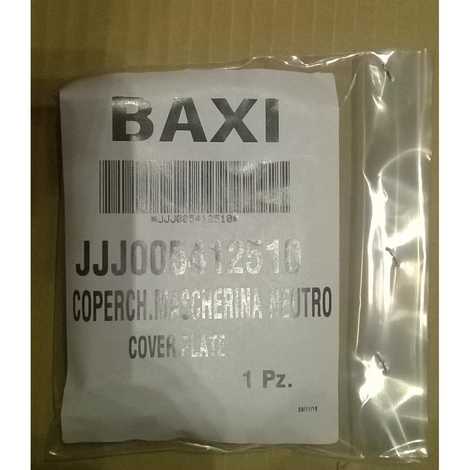 BAXI
*JJJ005412510*
JJJ005412510
COPERCH.MASCHERINA NEUTRO
COVER PLATE
1 Pz.